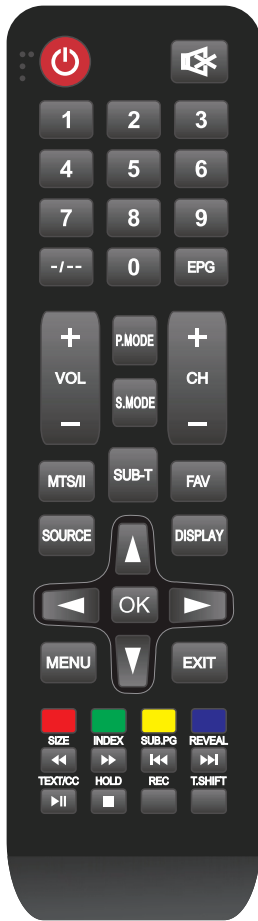 1 2 3
4 5 6
7 8 9
-/-- 0 EPG
+ P.MODE +
VOL CH
- S.MODE -
MTS/II SUB-T FAV
SOURCE DISPLAY
OK
MENU EXIT
SIZE INDEX SUB.PG REVEAL
TEXT/CC HOLD REC T.SHIFT